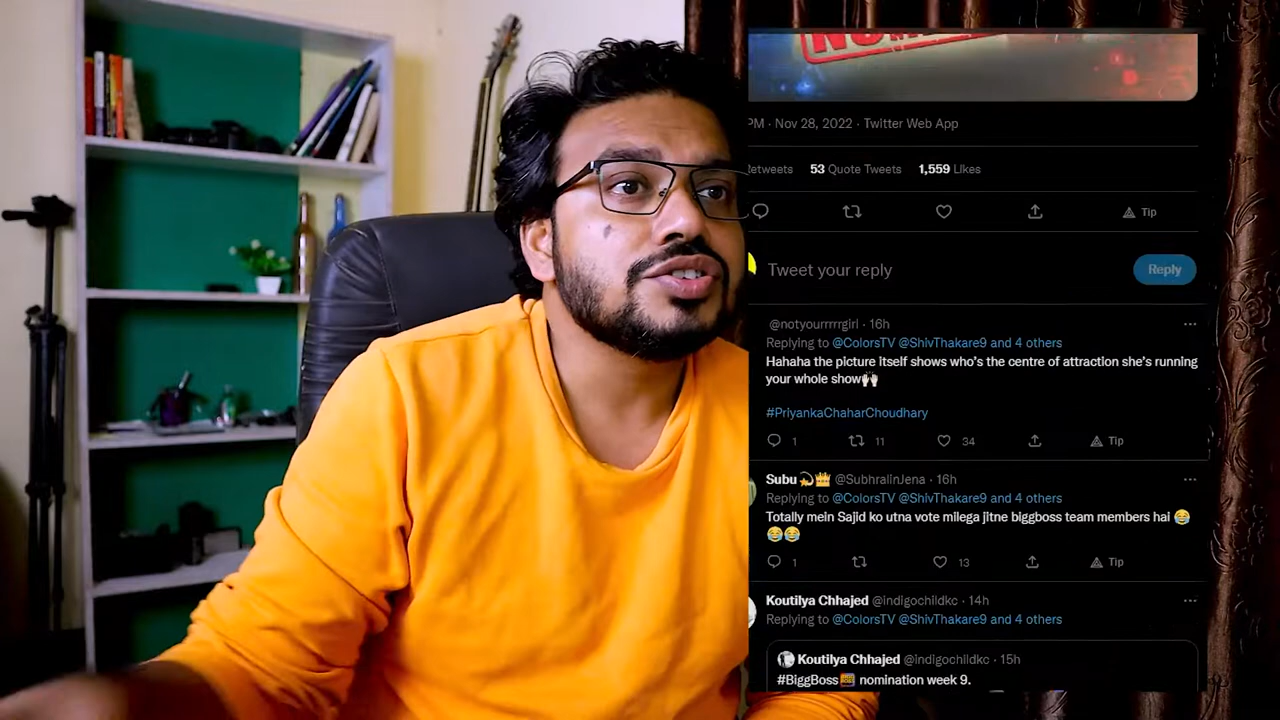 PM · Nov 28, 2022 · Twitter Web App
53 Quote Tweets 1,559 Likes
Tip
Tweet your reply
Reply
@notyourrrrrgirl · 16h
Replying to @ColorsTV @ShivThakare9 and 4 others
Hahaha the picture itself shows who's the centre of attraction she's running
your whole show🙌🏻
#PriyankaChaharChoudhary
1 11 34 Tip
Subu💫👑 @SubhralinJena · 16h
Replying to @ColorsTV @ShivThakare9 and 4 others
Totally mein Sajid ko utna vote milega jitne biggboss team members hai 😂
😂😂
1 13 Tip
Koutilya Chhajed @indigochildkc · 14h
Replying to @ColorsTV @ShivThakare9 and 4 others
Koutilya Chhajed @indigochildkc · 15h
#BiggBoss nomination week 9.